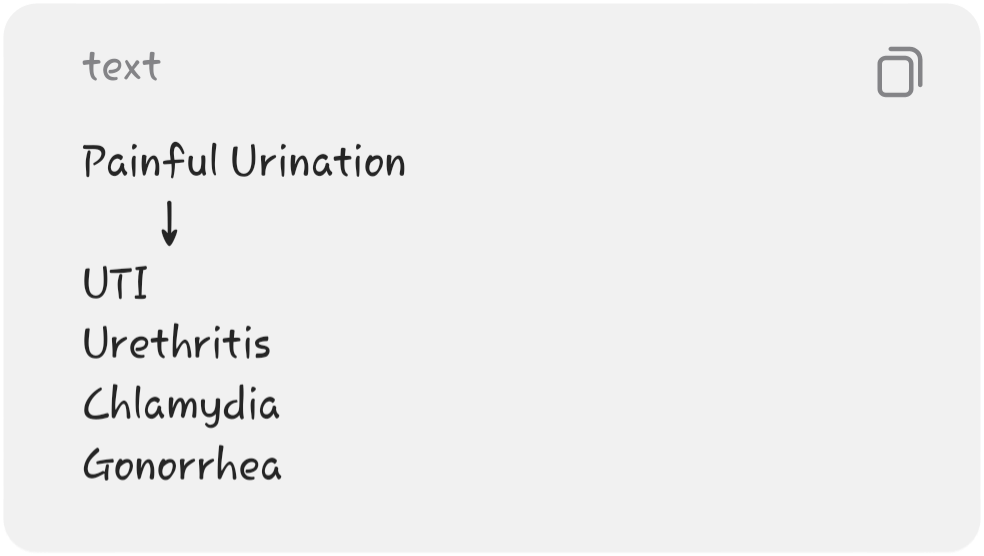 text
Painful Urination
↓
UTI
Urethritis
Chlamydia
Gonorrhea